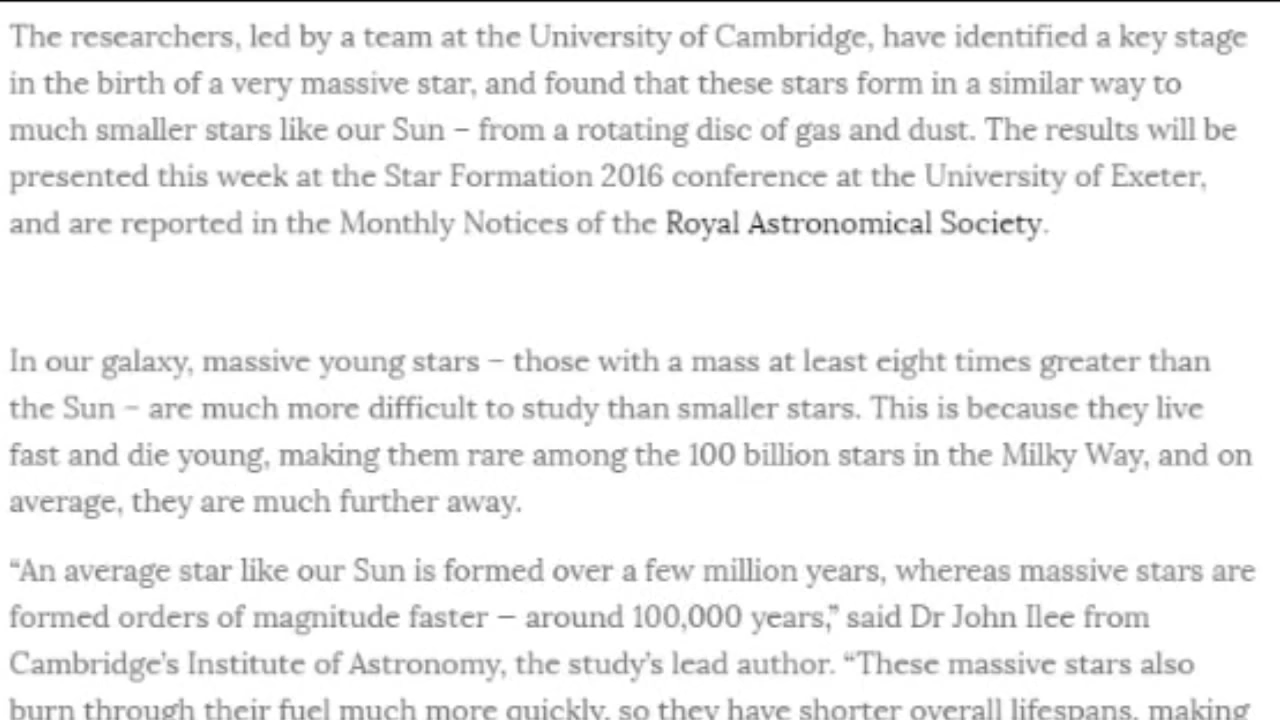 The researchers, led by a team at the University of Cambridge, have identified a key stage
in the birth of a very massive star, and found that these stars form in a similar way to
much smaller stars like our Sun – from a rotating disc of gas and dust. The results will be
presented this week at the Star Formation 2016 conference at the University of Exeter,
and are reported in the Monthly Notices of the Royal Astronomical Society.
In our galaxy, massive young stars – those with a mass at least eight times greater than
the Sun – are much more difficult to study than smaller stars. This is because they live
fast and die young, making them rare among the 100 billion stars in the Milky Way, and on
average, they are much further away.
“An average star like our Sun is formed over a few million years, whereas massive stars are
formed orders of magnitude faster — around 100,000 years,” said Dr John Ilee from
Cambridge’s Institute of Astronomy, the study’s lead author. “These massive stars also
burn through their fuel much more quickly, so they have shorter overall lifespans, making